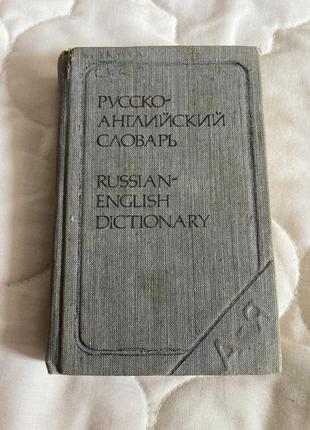 РУССКО-
АНГЛИЙСКИЙ
СЛОВАРЬ
RUSSIAN-
ENGLISH
DICTIONARY
А-Я